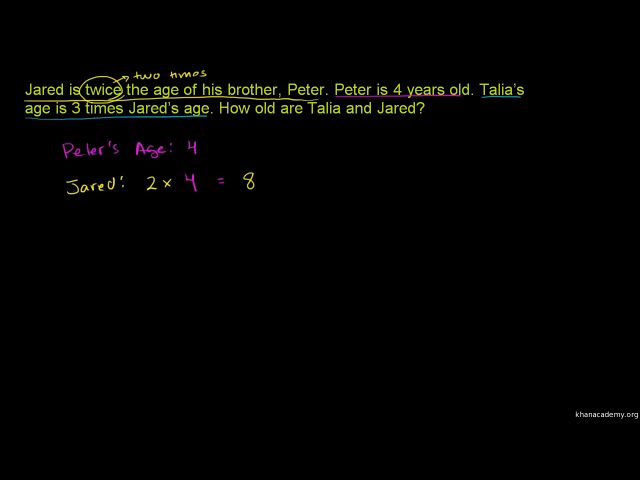 two times
Jared is twice the age of his brother, Peter. Peter is 4 years old. Talia's
age is 3 times Jared's age. How old are Talia and Jared?
Peter's Age: 4
Jared: 2 × 4 = 8
khanacademy.org